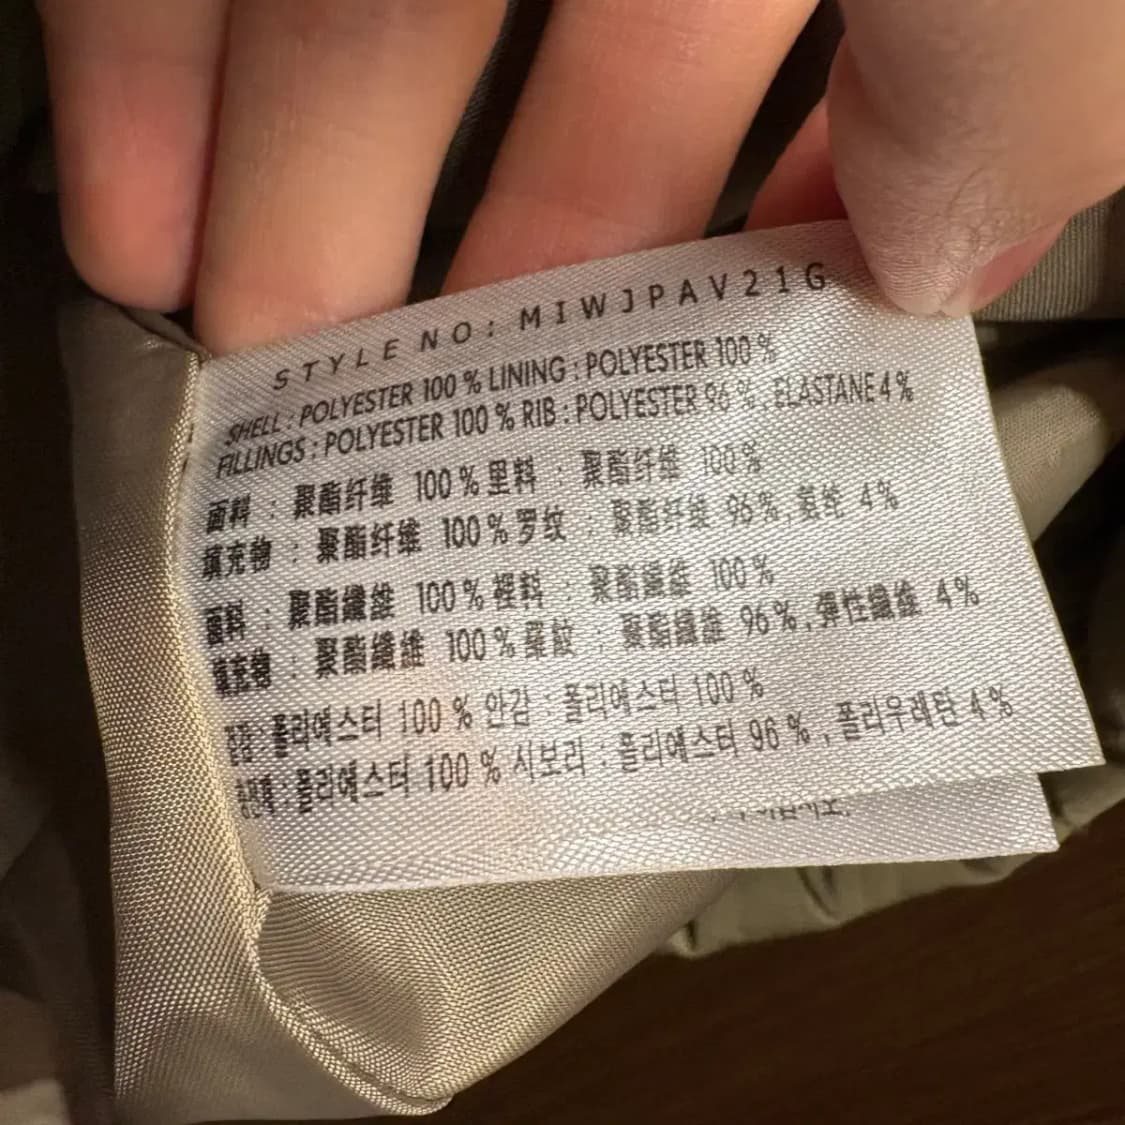 STYLE NO: MIWJPAV21G
SHELL : POLYESTER 100 % LINING : POLYESTER 100 %
FILLINGS : POLYESTER 100 % RIB : POLYESTER 96 % , ELASTANE 4 %
面料 : 聚酯纤维 100 % 里料 : 聚酯纤维 100 %
填充物 : 聚酯纤维 100 % 罗纹 : 聚酯纤维 96 % , 氨纶 4 %
面料 : 聚酯纖維 100 % 裡料 : 聚酯纖維 100 %
填充物 : 聚酯纖維 100 % 羅紋 : 聚酯纖維 96 % , 彈性纖維 4 %
: 폴리에스터 100 % 안감 : 폴리에스터 100 %
: 폴리에스터 100 % 시보리 : 폴리에스터 96 % , 폴리우레탄 4 %